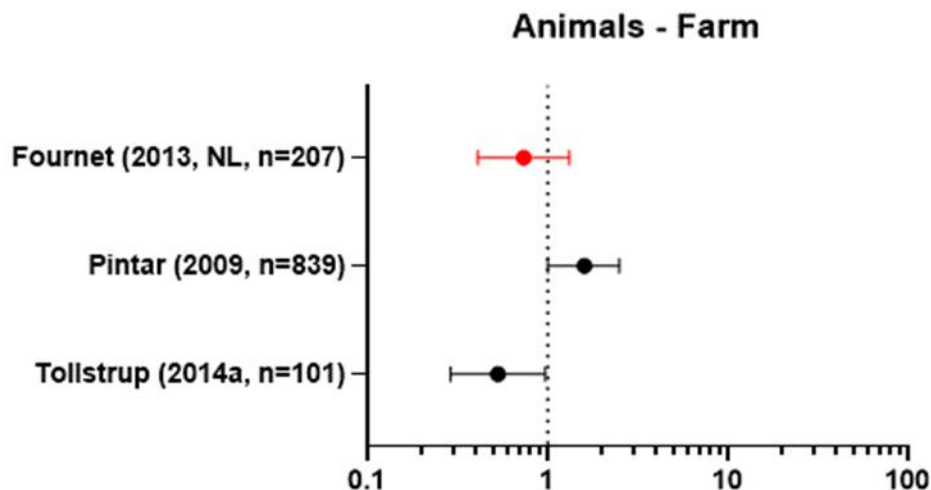 Animals - Farm
Fournet (2013, NL, n=207)
Pintar (2009, n=839)
Tollstrup (2014a, n=101)
0.1 1 10 100